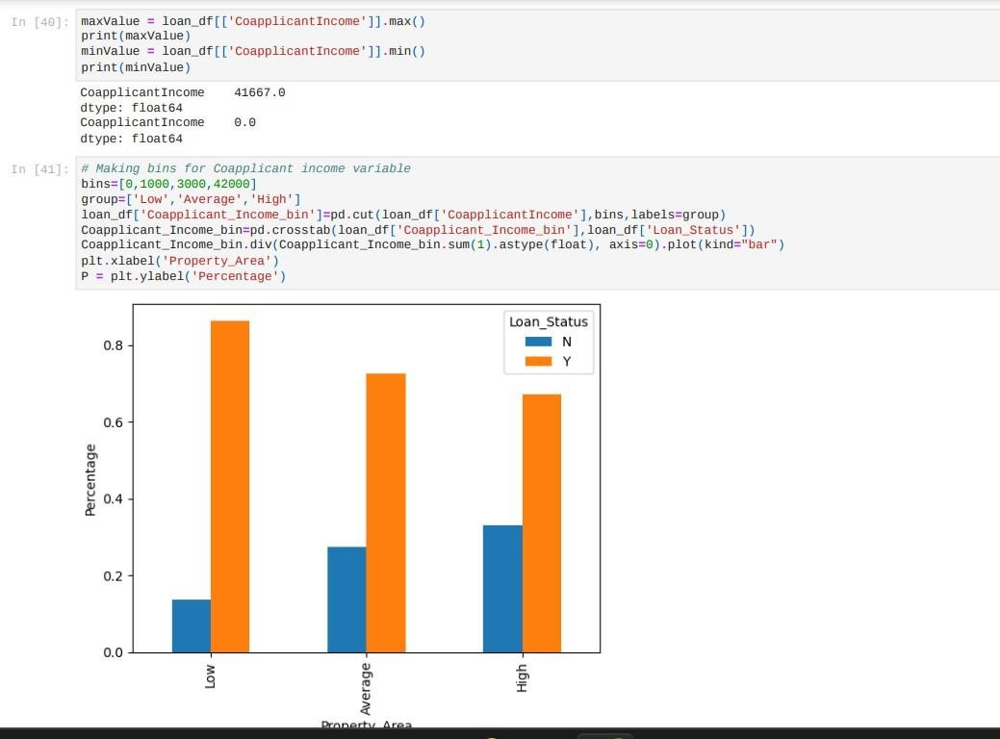 In [40]:
maxValue = loan_df[['CoapplicantIncome']].max()
print(maxValue)
minValue = loan_df[['CoapplicantIncome']].min()
print(minValue)
CoapplicantIncome    41667.0
dtype: float64
CoapplicantIncome    0.0
dtype: float64
In [41]:
# Making bins for Coapplicant income variable
bins=[0,1000,3000,42000]
group=['Low','Average','High']
loan_df['Coapplicant_Income_bin']=pd.cut(loan_df['CoapplicantIncome'],bins,labels=group)
Coapplicant_Income_bin=pd.crosstab(loan_df['Coapplicant_Income_bin'],loan_df['Loan_Status'])
Coapplicant_Income_bin.div(Coapplicant_Income_bin.sum(1).astype(float), axis=0).plot(kind="bar")
plt.xlabel('Property_Area')
P = plt.ylabel('Percentage')
Loan_Status
N
Y
0.8
0.6
0.4
0.2
0.0
Percentage
Low
Average
High
Property_Area